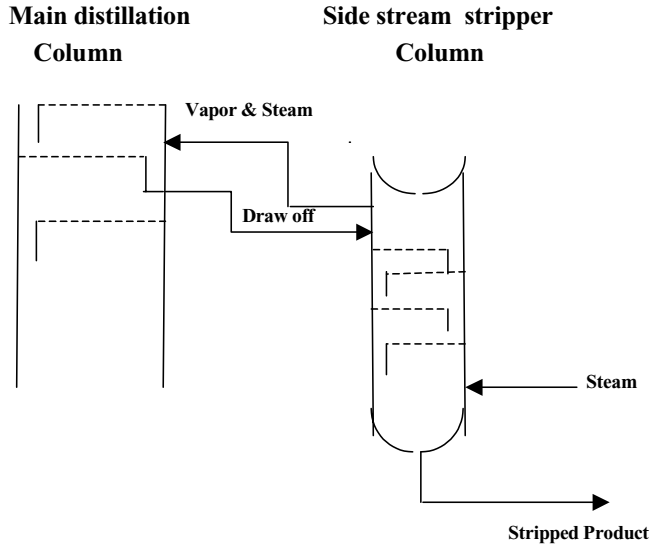 Main distillation
Column
Side stream stripper
Column
Vapor & Steam
Draw off
Steam
Stripped Product